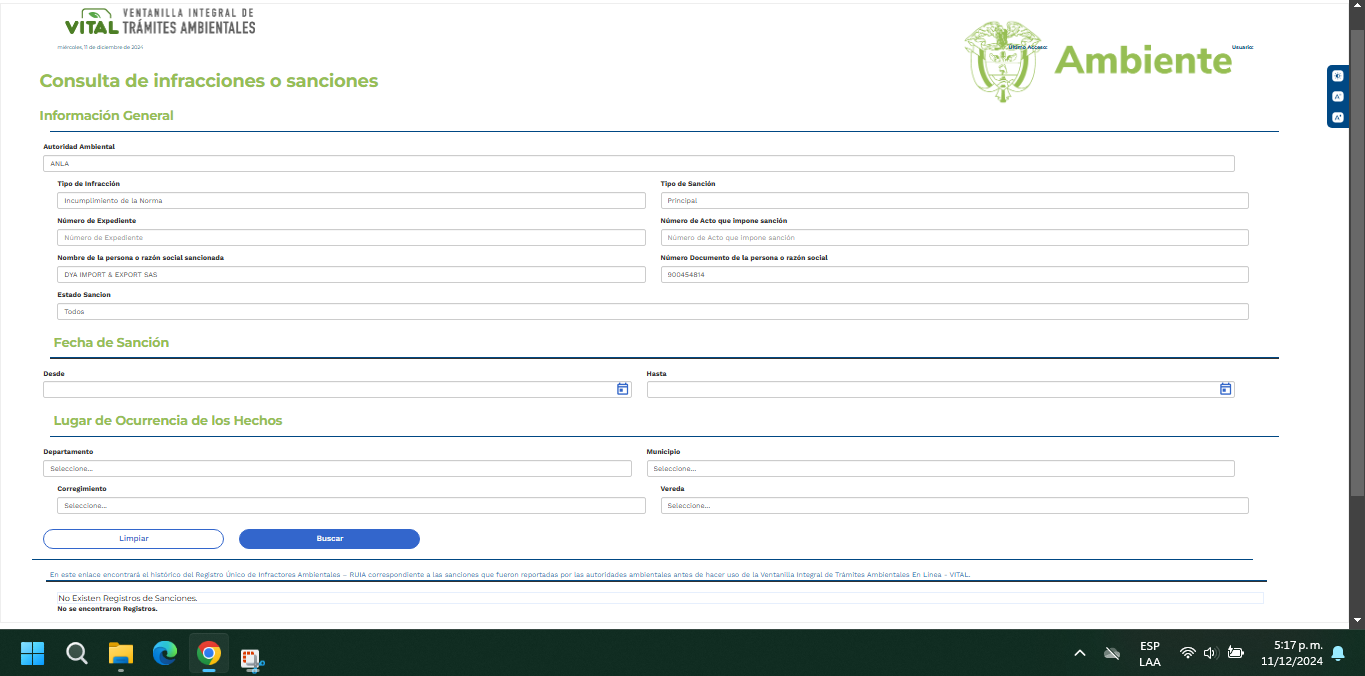 VITAL
VENTANILLA INTEGRAL DE
TRÁMITES AMBIENTALES
miércoles, 11 de diciembre de 2024
Último Acceso:
Usuario:
Ambiente
Consulta de infracciones o sanciones
Información General
Autoridad Ambiental
ANLA
Tipo de Infracción
Tipo de Sanción
Incumplimiento de la Norma
Principal
Número de Expediente
Número de Acto que impone sanción
Número de Expediente
Número de Acto que impone sanción
Nombre de la persona o razón social sancionada
Número Documento de la persona o razón social
DYA IMPORT & EXPORT SAS
900454814
Estado Sancion
Todos
Fecha de Sanción
Desde
Hasta
Lugar de Ocurrencia de los Hechos
Departamento
Municipio
Seleccione...
Seleccione...
Corregimiento
Vereda
Seleccione...
Seleccione...
Limpiar
Buscar
En este enlace encontrará el histórico del Registro Único de Infractores Ambientales – RUIA correspondiente a las sanciones que fueron reportadas por las autoridades ambientales antes de hacer uso de la Ventanilla Integral de Trámites Ambientales En Línea - VITAL.
No Existen Registros de Sanciones.
No se encontraron Registros.
ESP
LAA
5:17 p. m.
11/12/2024